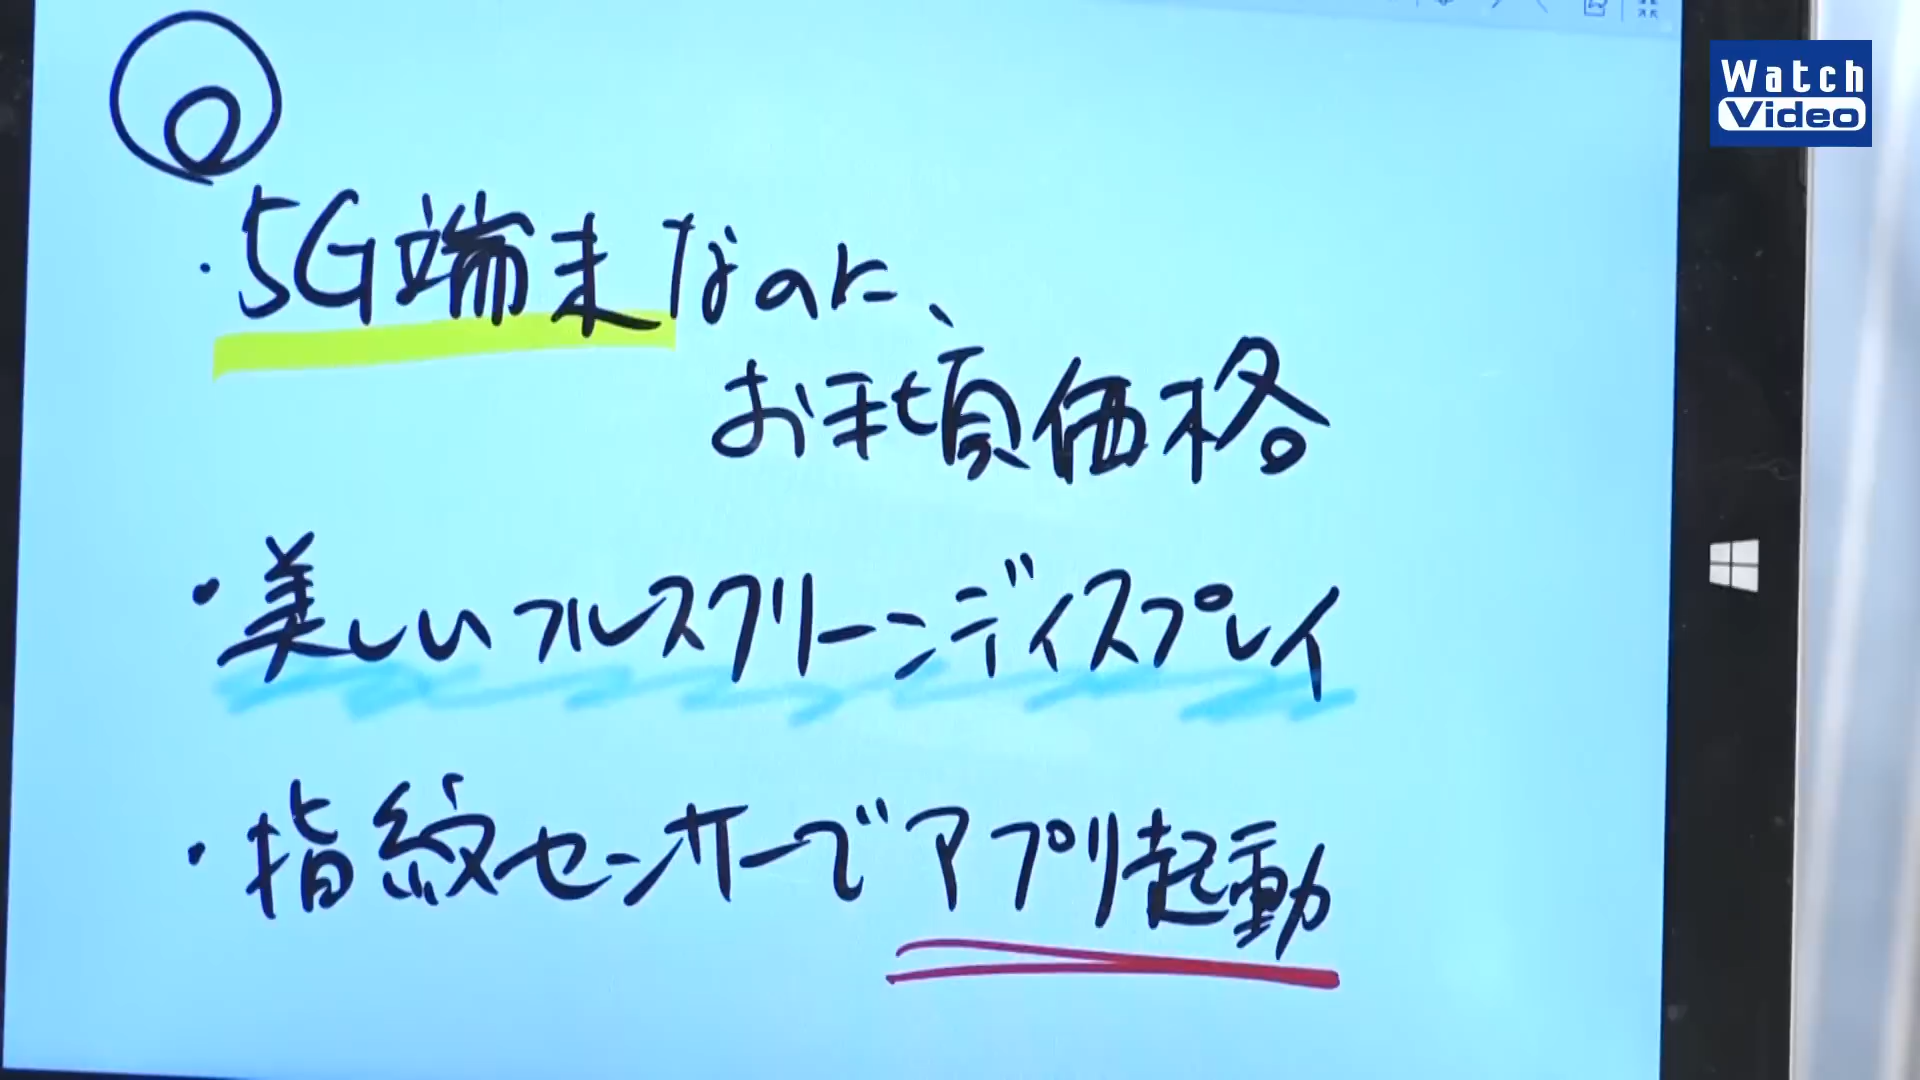 Watch
Video
・5G端末なのに、
お手頃価格
・美しいフルスクリーンディスプレイ
・指紋センサーでアプリ起動